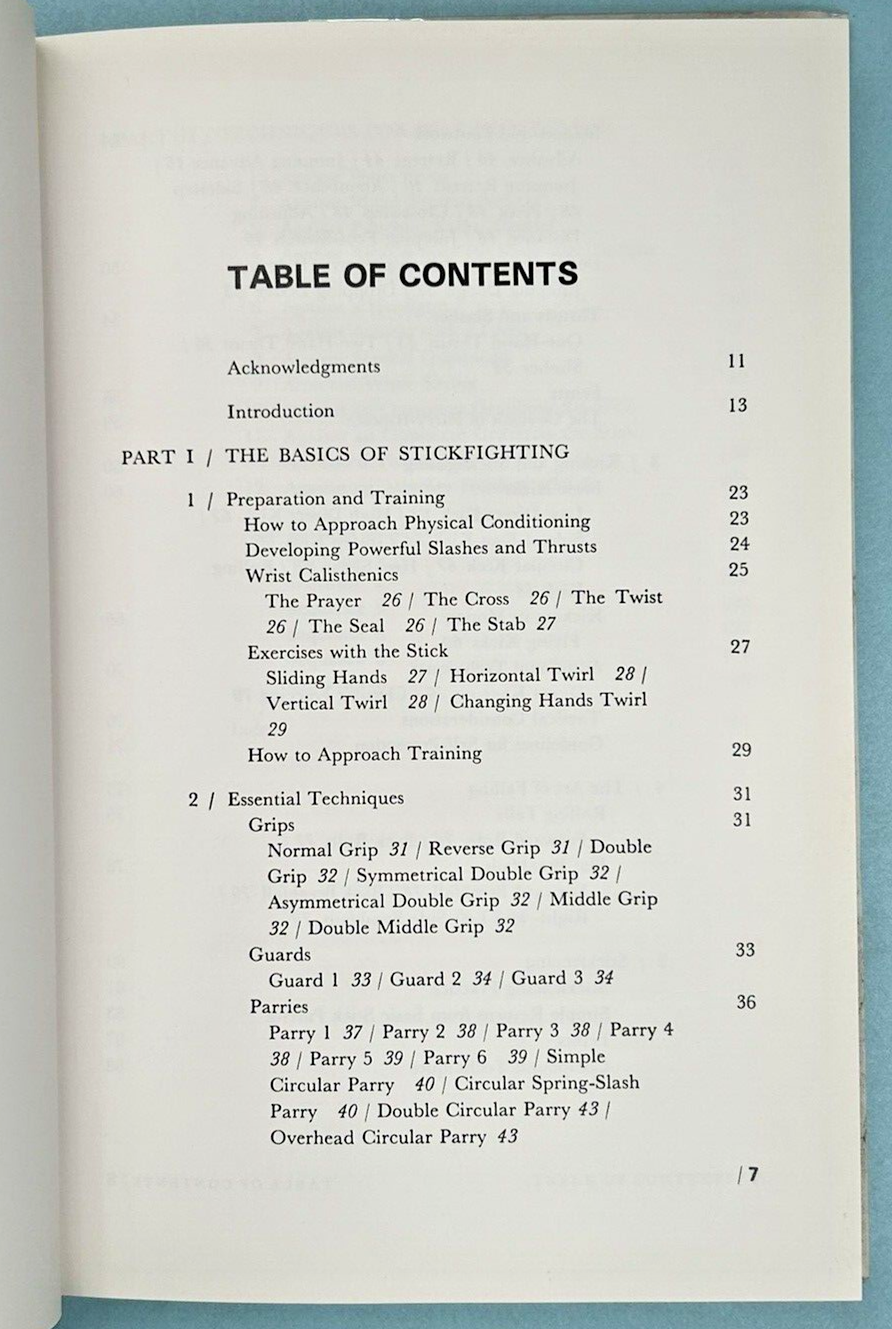 TABLE OF CONTENTS
Acknowledgments 11
Introduction 13
PART I / THE BASICS OF STICKFIGHTING
1 / Preparation and Training 23
How to Approach Physical Conditioning 23
Developing Powerful Slashes and Thrusts 24
Wrist Calisthenics 25
The Prayer 26 / The Cross 26 / The Twist
26 / The Seal 26 / The Stab 27
Exercises with the Stick 27
Sliding Hands 27 / Horizontal Twirl 28 /
Vertical Twirl 28 / Changing Hands Twirl
29
How to Approach Training 29
2 / Essential Techniques 31
Grips 31
Normal Grip 31 / Reverse Grip 31 / Double
Grip 32 / Symmetrical Double Grip 32 /
Asymmetrical Double Grip 32 / Middle Grip
32 / Double Middle Grip 32
Guards 33
Guard 1 33 / Guard 2 34 / Guard 3 34
Parries 36
Parry 1 37 / Parry 2 38 / Parry 3 38 / Parry 4
38 / Parry 5 39 / Parry 6 39 / Simple
Circular Parry 40 / Circular Spring-Slash
Parry 40 / Double Circular Parry 43 /
Overhead Circular Parry 43
/ 7